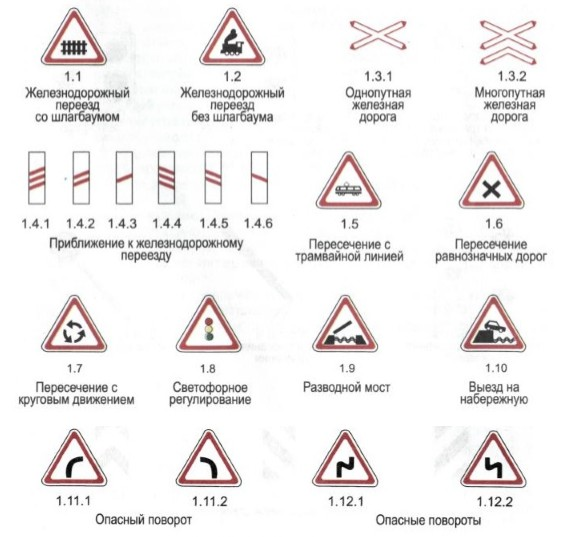 1.1
Железнодорожный
переезд
со шлагбаумом
1.2
Железнодорожный
переезд
без шлагбаума
1.3.1
Однопутная
железная
дорога
1.3.2
Многопутная
железная
дорога
1.4.1 1.4.2 1.4.3 1.4.4 1.4.5 1.4.6
Приближение к железнодорожному
переезду
1.5
Пересечение с
трамвайной линией
1.6
Пересечение
равнозначных дорог
1.7
Пересечение с
круговым движением
1.8
Светофорное
регулирование
1.9
Разводной мост
1.10
Выезд на
набережную
1.11.1 1.11.2
Опасный поворот
1.12.1 1.12.2
Опасные повороты